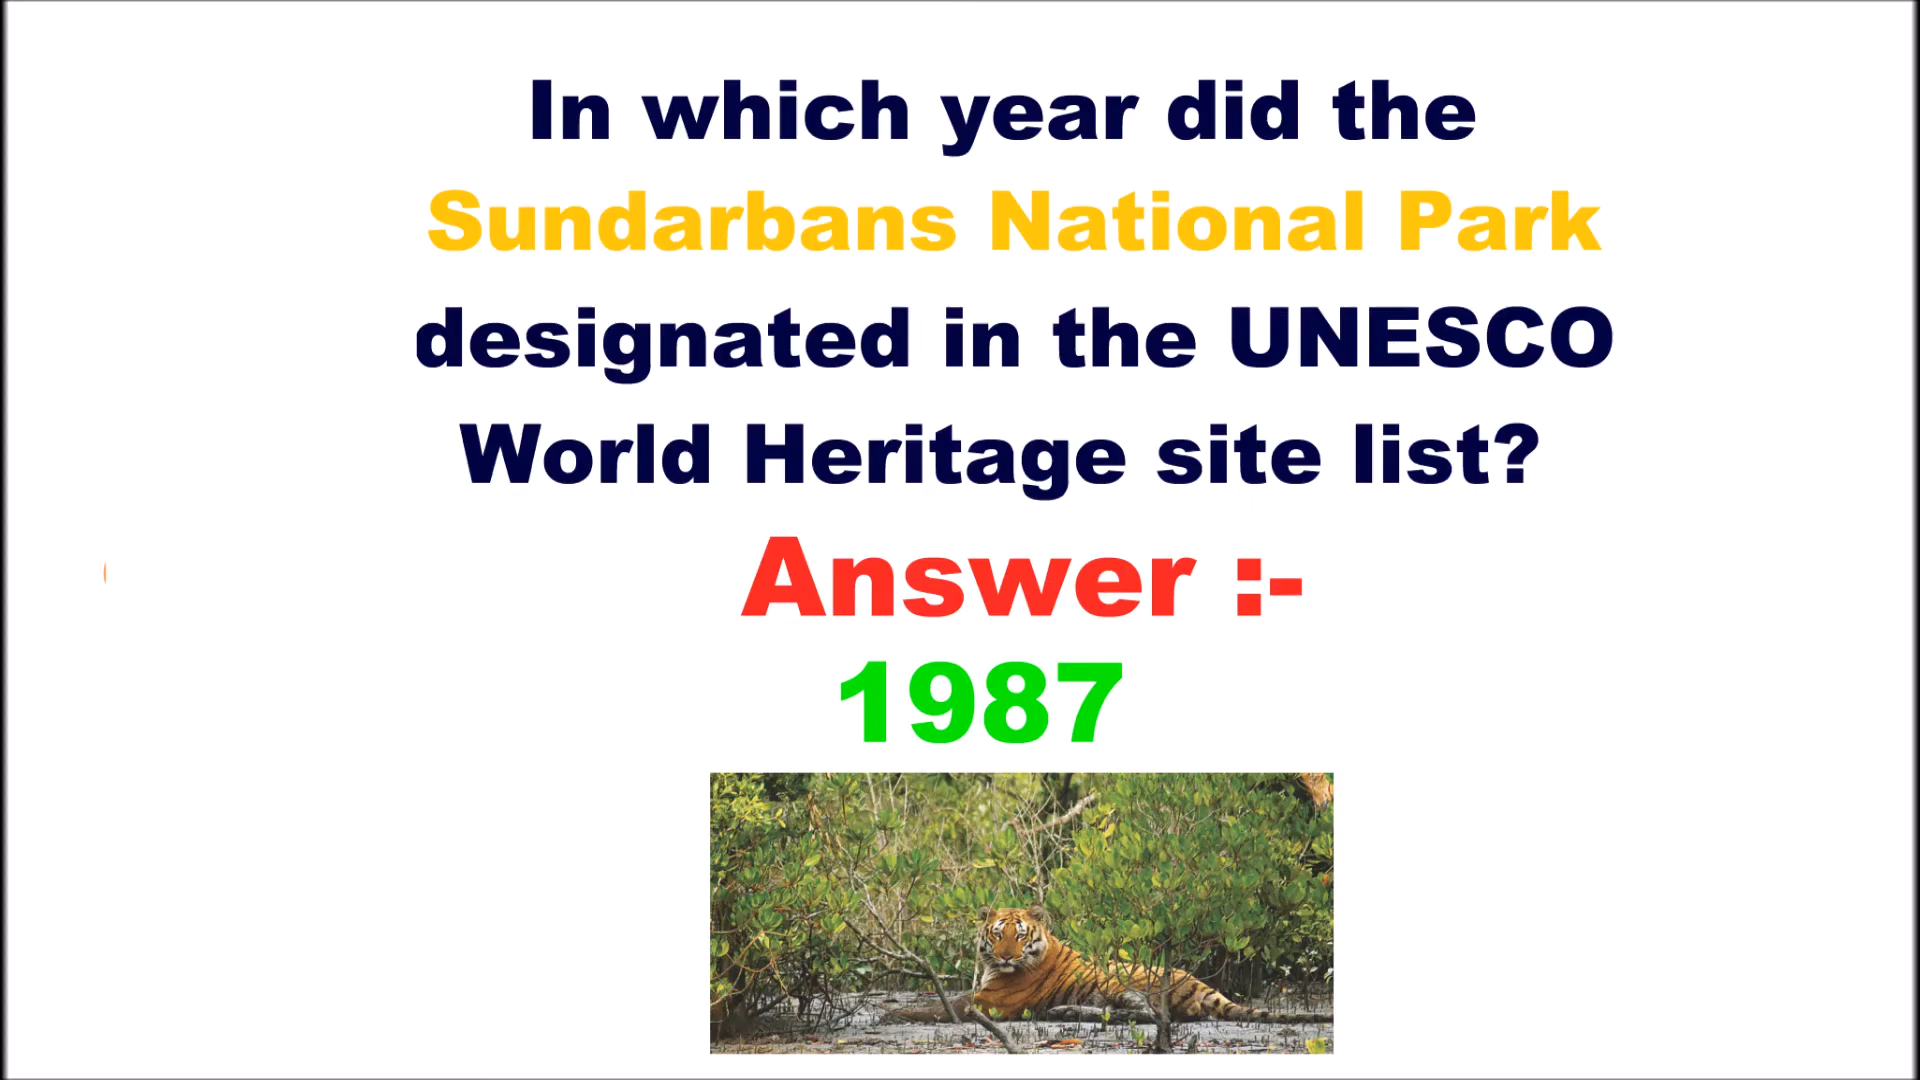 In which year did the
Sundarbans National Park
designated in the UNESCO
World Heritage site list?
Answer :-
1987